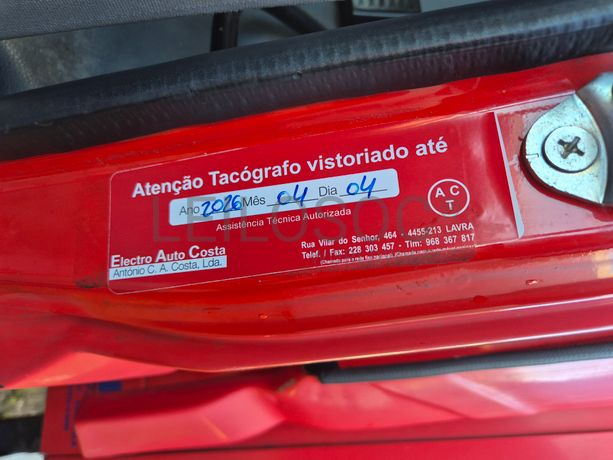 Atenção Tacógrafo vistoriado até
Ano 2026 Mês 04 Dia 04
Assistência Técnica Autorizada
A C T
Electro Auto Costa
António C. A. Costa, Lda.
Rua Vilar do Senhor, 464 - 4455-213 LAVRA
Telef. / Fax: 228 303 457 - Tlm: 968 367 817